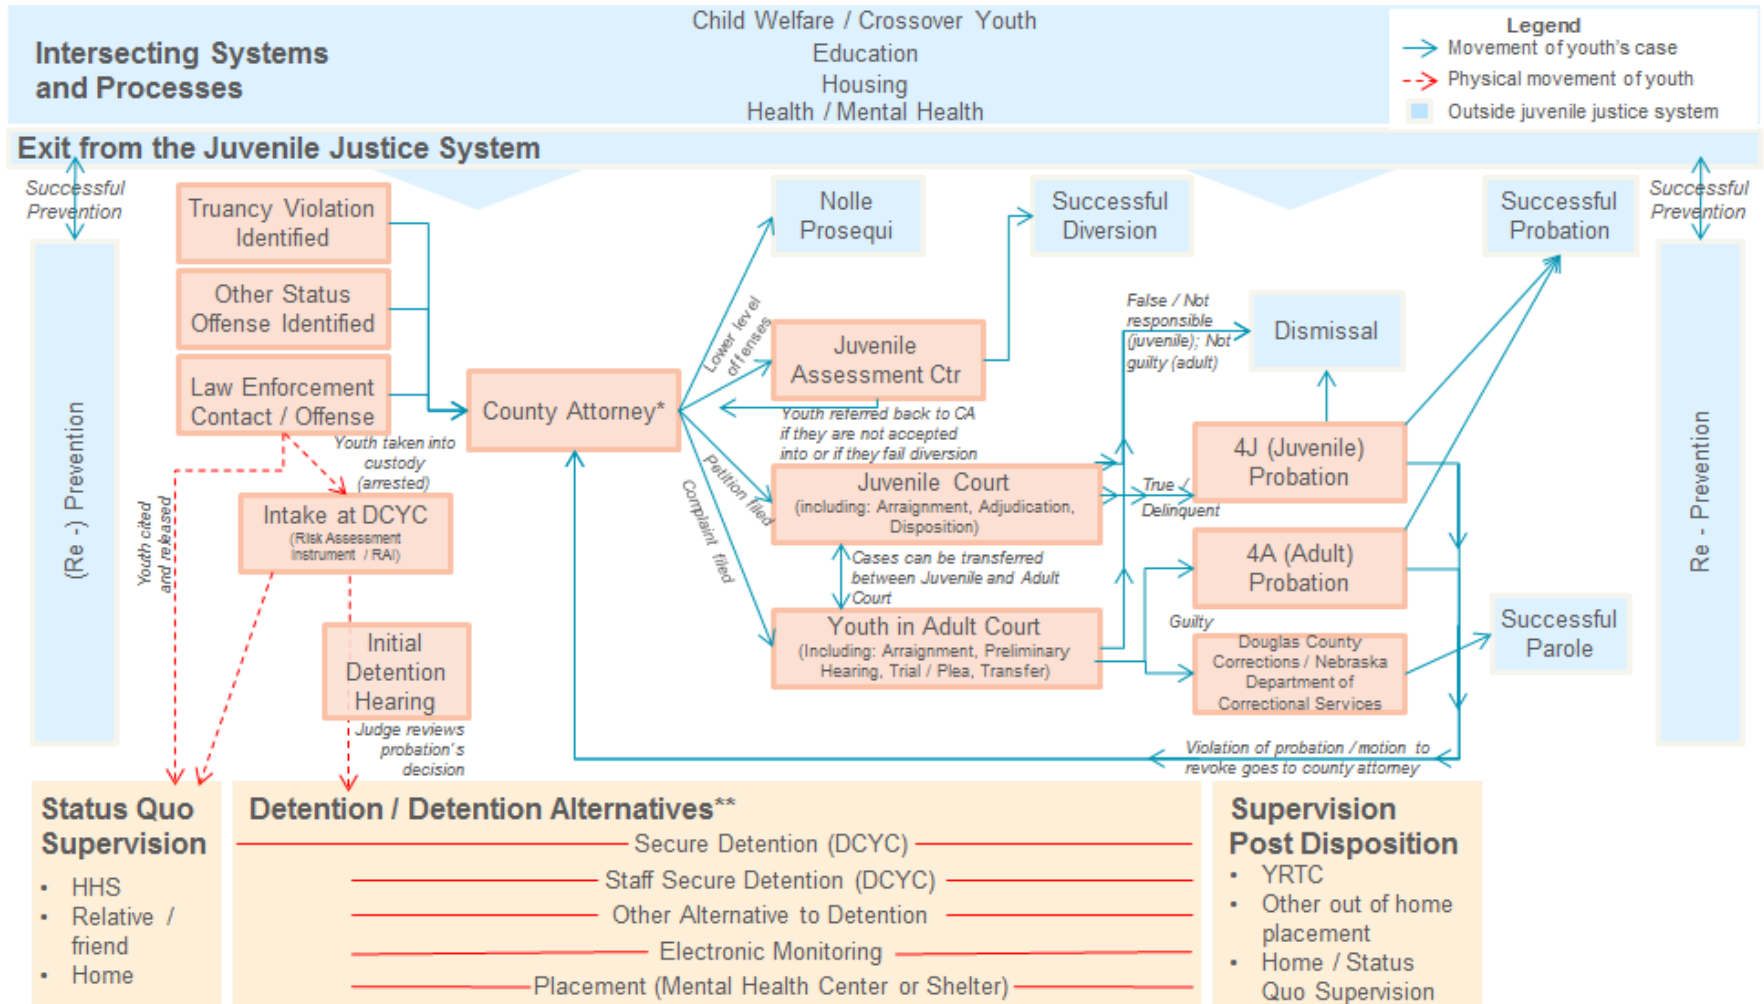 Intersecting Systems
and Processes
Child Welfare / Crossover Youth
Education
Housing
Health / Mental Health
Legend
Movement of youth's case
Physical movement of youth
Outside juvenile justice system
Exit from the Juvenile Justice System
Successful
Prevention
(Re -) Prevention
Truancy Violation
Identified
Other Status
Offense Identified
Law Enforcement
Contact / Offense
Youth taken into
custody
(arrested)
Youth cited
and released
Intake at DCYC
(Risk Assessment
Instrument / RAI)
Initial
Detention
Hearing
Judge reviews
probation's
decision
County Attorney*
Lower level
offenses
Petition filed
Complaint filed
Nolle
Prosequi
Juvenile
Assessment Ctr
Youth referred back to CA
if they are not accepted
into or if they fail diversion
Juvenile Court
(including: Arraignment, Adjudication,
Disposition)
Cases can be transferred
between Juvenile and Adult
Court
Youth in Adult Court
(Including: Arraignment, Preliminary
Hearing, Trial / Plea, Transfer)
Successful
Diversion
False / Not
responsible
(juvenile); Not
guilty (adult)
Dismissal
True /
Delinquent
4J (Juvenile)
Probation
4A (Adult)
Probation
Guilty
Douglas County
Corrections / Nebraska
Department of
Correctional Services
Successful
Probation
Successful
Parole
Violation of probation / motion to
revoke goes to county attorney
Successful
Prevention
Re - Prevention
Status Quo
Supervision
• HHS
• Relative /
friend
• Home
Detention / Detention Alternatives**
Secure Detention (DCYC)
Staff Secure Detention (DCYC)
Other Alternative to Detention
Electronic Monitoring
Placement (Mental Health Center or Shelter)
Supervision
Post Disposition
• YRTC
• Other out of home
placement
• Home / Status
Quo Supervision